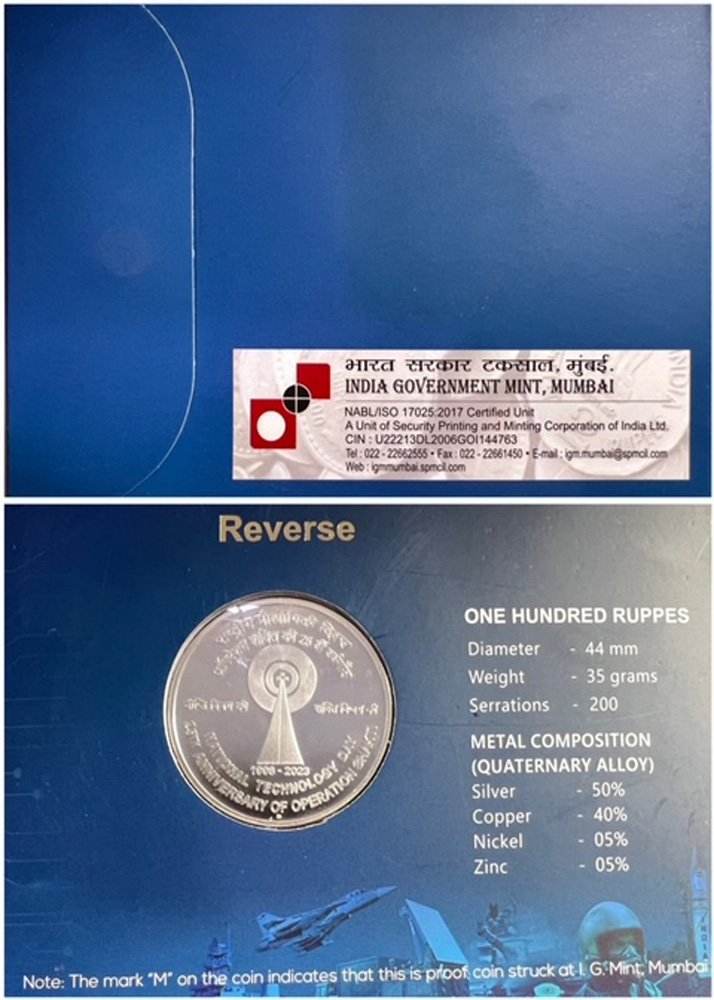 भारत सरकार टकसाल, मुंबई.
INDIA GOVERNMENT MINT, MUMBAI
NABL/ISO 17025:2017 Certified Unit
A Unit of Security Printing and Minting Corporation of India Ltd.
CIN : U22213DL2006GOI144763
Tel : 022 - 22662555 • Fax : 022 - 22661450 • E-mail : igm.mumbai@spmcil.com
Web : igmmumbai.spmcil.com
Reverse
राष्ट्रीय प्रौद्योगिकी दिवस
की 25 वीं
1998-2023
NATIONAL TECHNOLOGY DAY
25TH ANNIVERSARY OF OPERATION SHAKTI
ONE HUNDRED RUPPES
Diameter - 44 mm
Weight - 35 grams
Serrations - 200
METAL COMPOSITION
(QUATERNARY ALLOY)
Silver - 50%
Copper - 40%
Nickel - 05%
Zinc - 05%
Note: The mark "M" on the coin indicates that this is proof coin struck at I. G. Mint, Mumbai